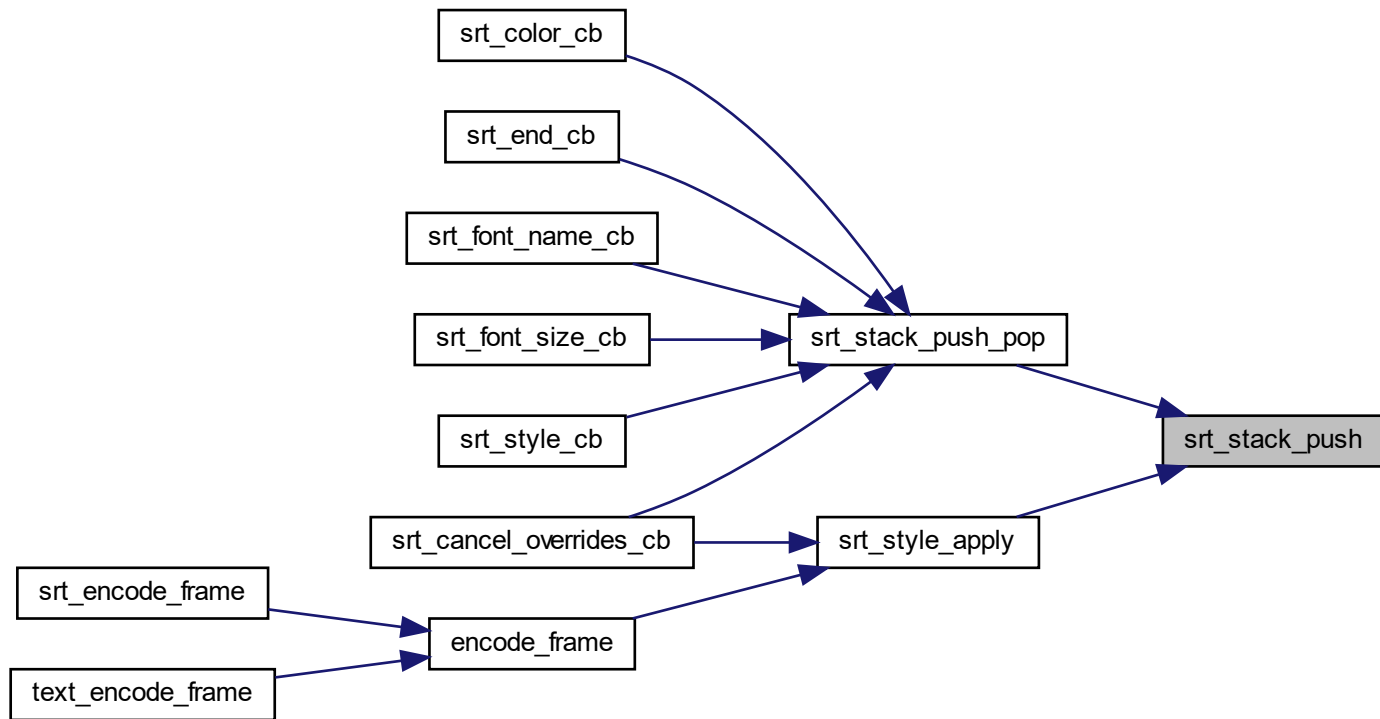 srt_color_cb
srt_end_cb
srt_font_name_cb
srt_font_size_cb
srt_stack_push_pop
srt_style_cb
srt_stack_push
srt_cancel_overrides_cb
srt_style_apply
srt_encode_frame
encode_frame
text_encode_frame